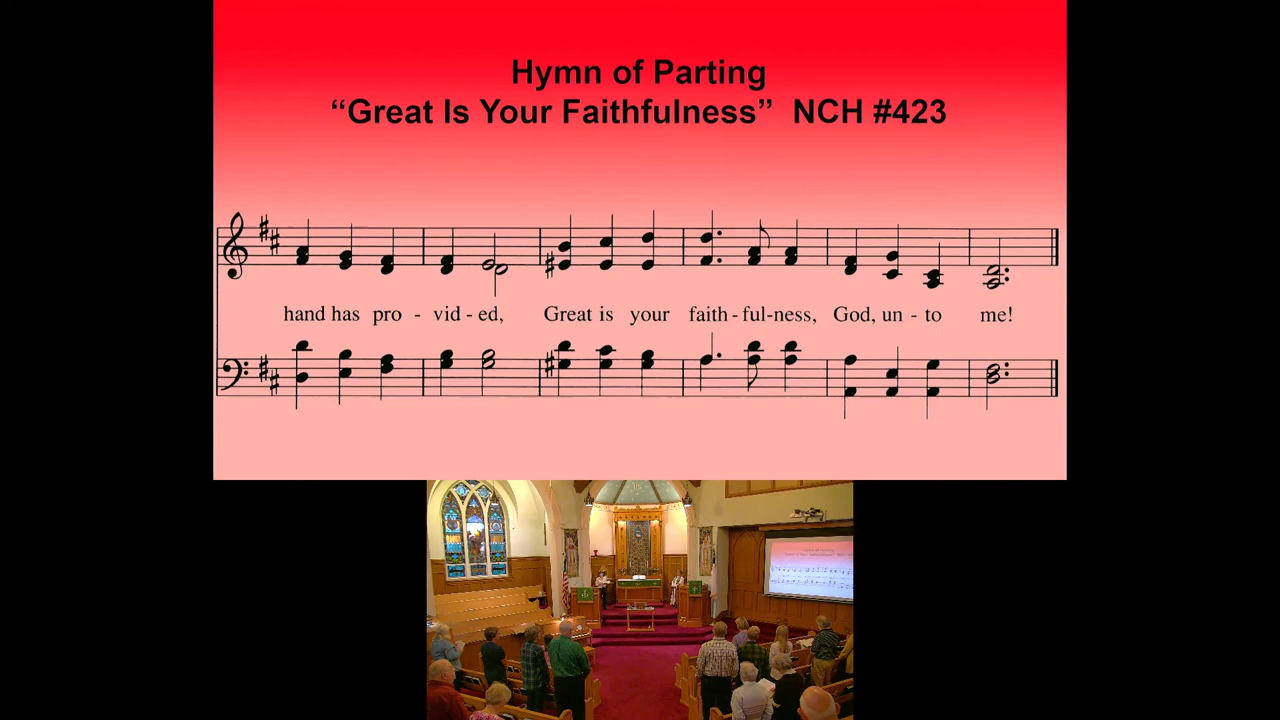 Hymn of Parting
“Great Is Your Faithfulness” NCH #423
hand has pro - vid - ed, Great is your faith - ful - ness, God, un - to me!